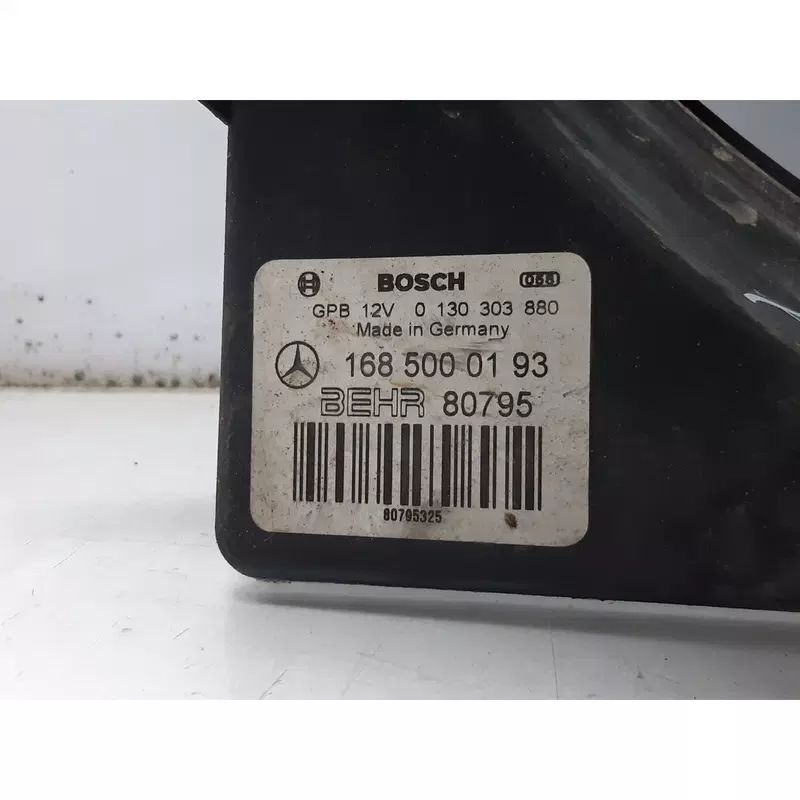 BOSCH
GPB 12V 0 130 303 880
Made in Germany
168 500 01 93
BEHR 80795
80795325